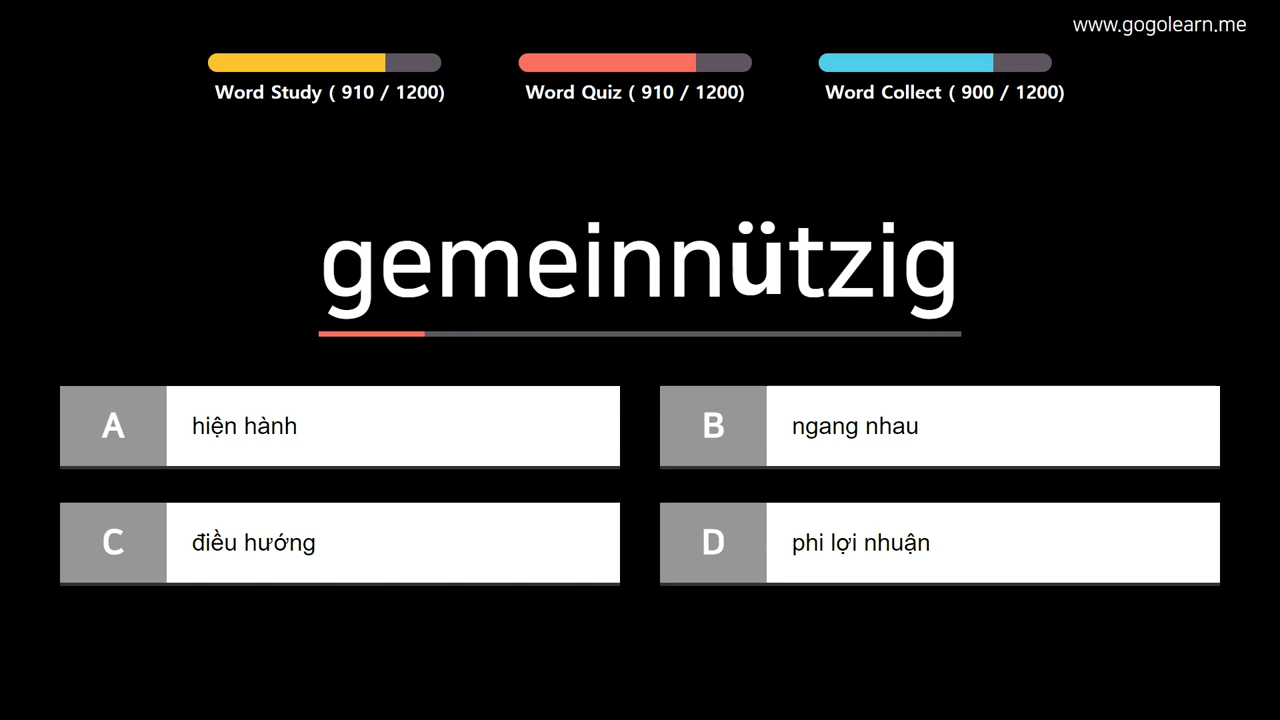 www.gogolearn.me
Word Study ( 910 / 1200)
Word Quiz ( 910 / 1200)
Word Collect ( 900 / 1200)
gemeinnützig
A hiện hành
B ngang nhau
C điều hướng
D phi lợi nhuận